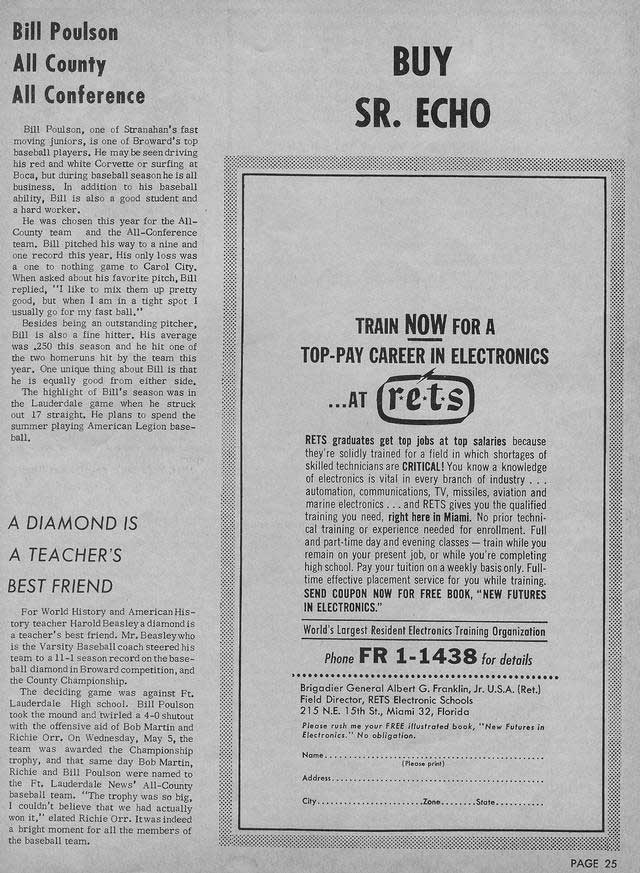 Bill Poulson
All County
All Conference
Bill Poulson, one of Stranahan's fast
moving juniors, is one of Broward's top
baseball players. He may be seen driving
his red and white Corvette or surfing at
Boca, but during baseball season he is all
business. In addition to his baseball
ability, Bill is also a good student and
a hard worker.
He was chosen this year for the All-
County team and the All-Conference
team. Bill pitched his way to a nine and
one record this year. His only loss was
a one to nothing game to Carol City.
When asked about his favorite pitch, Bill
replied, "I like to mix them up pretty
good, but when I am in a tight spot I
usually go for my fast ball."
Besides being an outstanding pitcher,
Bill is also a fine hitter. His average
was .250 this season and he hit one of
the two homeruns hit by the team this
year. One unique thing about Bill is that
he is equally good from either side.
The highlight of Bill's season was in
the Lauderdale game when he struck
out 17 straight. He plans to spend the
summer playing American Legion base-
ball.
A DIAMOND IS
A TEACHER'S
BEST FRIEND
For World History and American His-
tory teacher Harold Beasley a diamond is
a teacher's best friend. Mr. Beasley who
is the Varsity Baseball coach steered his
team to a 11-1 season record on the base-
ball diamond in Broward competition, and
the County Championship.
The deciding game was against Ft.
Lauderdale High school. Bill Poulson
took the mound and twirled a 4-0 shutout
with the offensive aid of Bob Martin and
Richie Orr. On Wednesday, May 5, the
team was awarded the Championship
trophy, and that same day Bob Martin,
Richie and Bill Poulson were named to
the Ft. Lauderdale News' All-County
baseball team. "The trophy was so big,
I couldn't believe that we had actually
won it," elated Richie Orr. It was indeed
a bright moment for all the members of
the baseball team.
BUY
SR. ECHO
TRAIN NOW FOR A
TOP-PAY CAREER IN ELECTRONICS
...AT r·e·t·s
RETS graduates get top jobs at top salaries because
they're solidly trained for a field in which shortages of
skilled technicians are CRITICAL! You know a knowledge
of electronics is vital in every branch of industry . . .
automation, communications, TV, missiles, aviation and
marine electronics . . . and RETS gives you the qualified
training you need, right here in Miami. No prior techni-
cal training or experience needed for enrollment. Full
and part-time day and evening classes — train while you
remain on your present job, or while you're completing
high school. Pay your tuition on a weekly basis only. Full-
time effective placement service for you while training.
SEND COUPON NOW FOR FREE BOOK, "NEW FUTURES
IN ELECTRONICS."
World's Largest Resident Electronics Training Organization
Phone FR 1-1438 for details
Brigadier General Albert G. Franklin, Jr. U.S.A. (Ret.)
Field Director, RETS Electronic Schools
215 N.E. 15th St., Miami 32, Florida
Please rush me your FREE illustrated book, "New Futures in
Electronics." No obligation.
Name
(Please print)
Address
City Zone State
PAGE 25